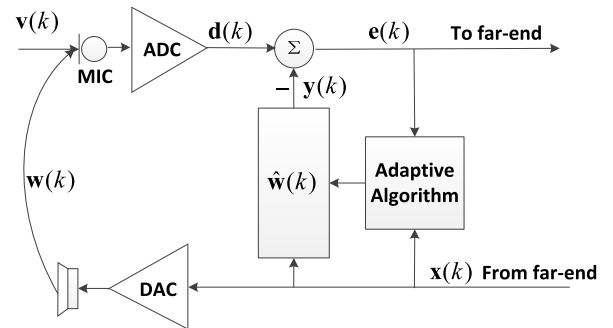 v(k)
MIC
ADC
d(k)
Σ
e(k)
To far-end
− y(k)
w(k)
ŵ(k)
Adaptive
Algorithm
DAC
x(k) From far-end